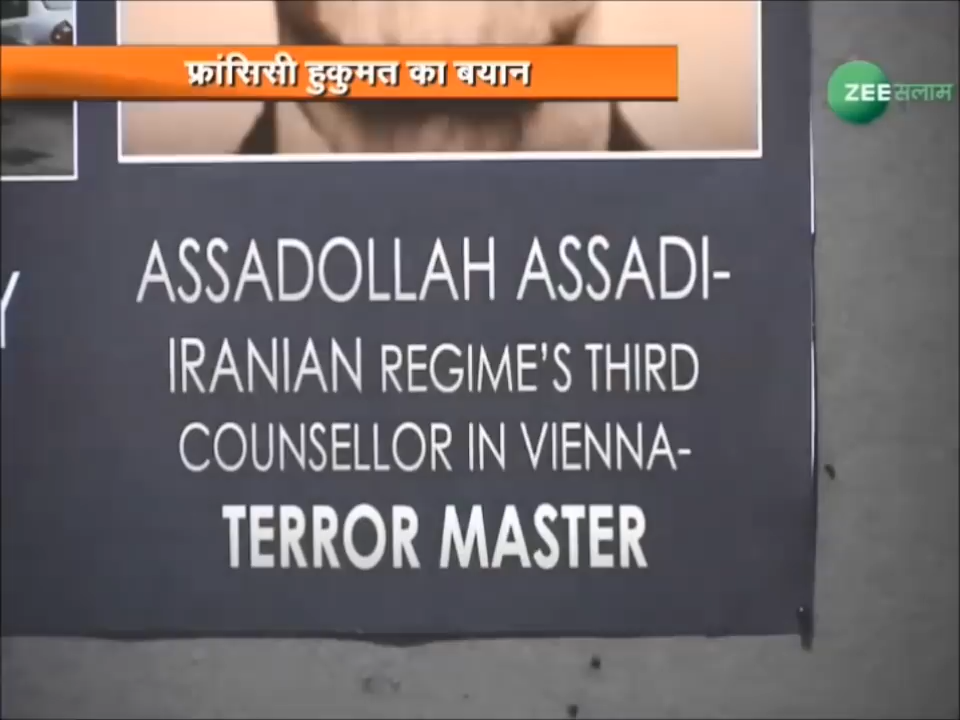 फ्रांसिसी हुकुमत का बयान
ZEE सलाम
Y
ASSADOLLAH ASSADI-
IRANIAN REGIME'S THIRD
COUNSELLOR IN VIENNA-
TERROR MASTER